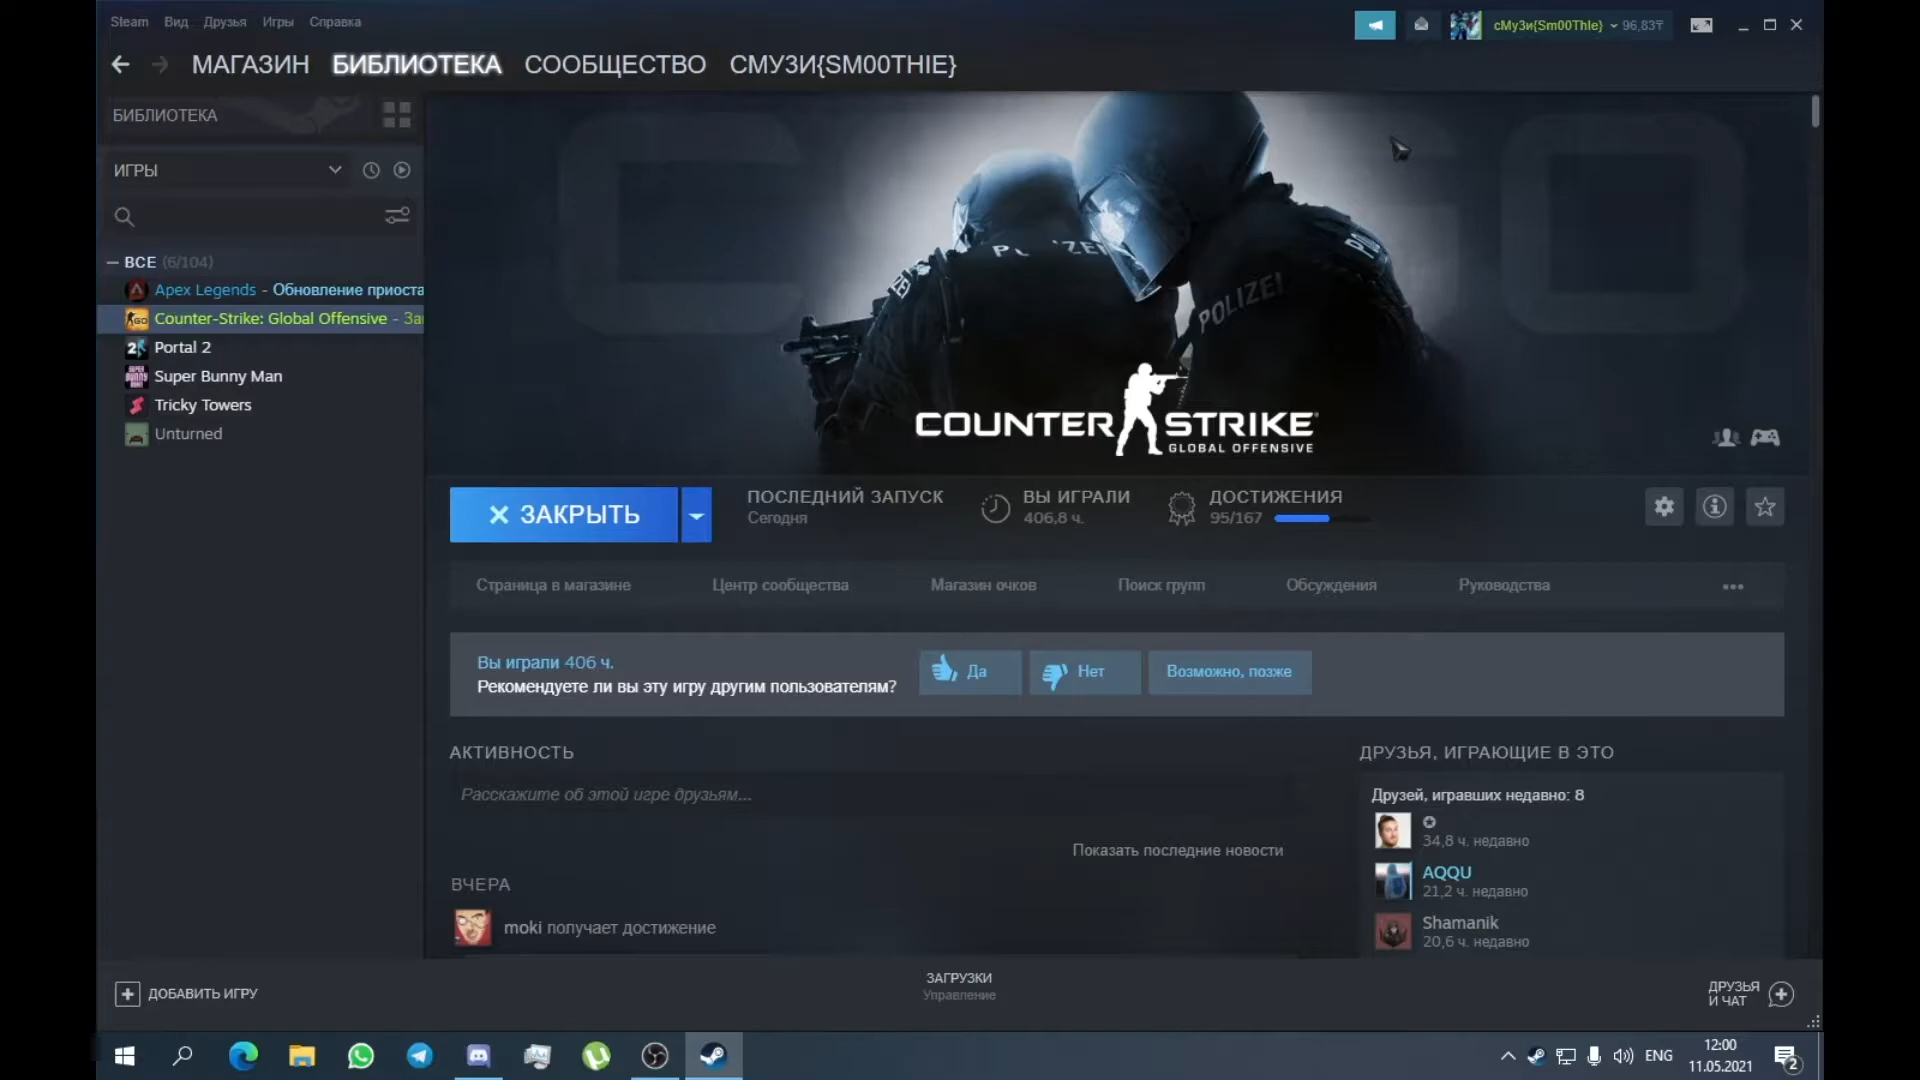 Steam Вид Друзья Игры Справка
сМуЗи{Sm00ThIe} 96,83₸
МАГАЗИН БИБЛИОТЕКА СООБЩЕСТВО СМУЗИ{SM00THIE}
БИБЛИОТЕКА
ИГРЫ
ВСЕ (6/104)
Apex Legends - Обновление приоста
Counter-Strike: Global Offensive - За
Portal 2
Super Bunny Man
Tricky Towers
Unturned
POLIZEI
COUNTER STRIKE
GLOBAL OFFENSIVE
ЗАКРЫТЬ
ПОСЛЕДНИЙ ЗАПУСК
Сегодня
ВЫ ИГРАЛИ
406,8 ч.
ДОСТИЖЕНИЯ
95/167
Страница в магазине Центр сообщества Магазин очков Поиск групп Обсуждения Руководства
Вы играли 406 ч.
Рекомендуете ли вы эту игру другим пользователям?
Да Нет Возможно, позже
АКТИВНОСТЬ
Расскажите об этой игре друзьям...
Показать последние новости
ВЧЕРА
moki получает достижение
ДРУЗЬЯ, ИГРАЮЩИЕ В ЭТО
Друзей, игравших недавно: 8
34,8 ч. недавно
AQQU
21,2 ч. недавно
Shamanik
20,6 ч. недавно
ДОБАВИТЬ ИГРУ
ЗАГРУЗКИ
Управление
ДРУЗЬЯ
И ЧАТ
ENG
12:00
11.05.2021
2